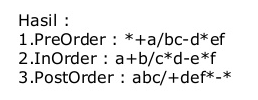 Hasil :
1.PreOrder : *+a/bc-d*ef
2.InOrder : a+b/c*d-e*f
3.PostOrder : abc/+def*-*